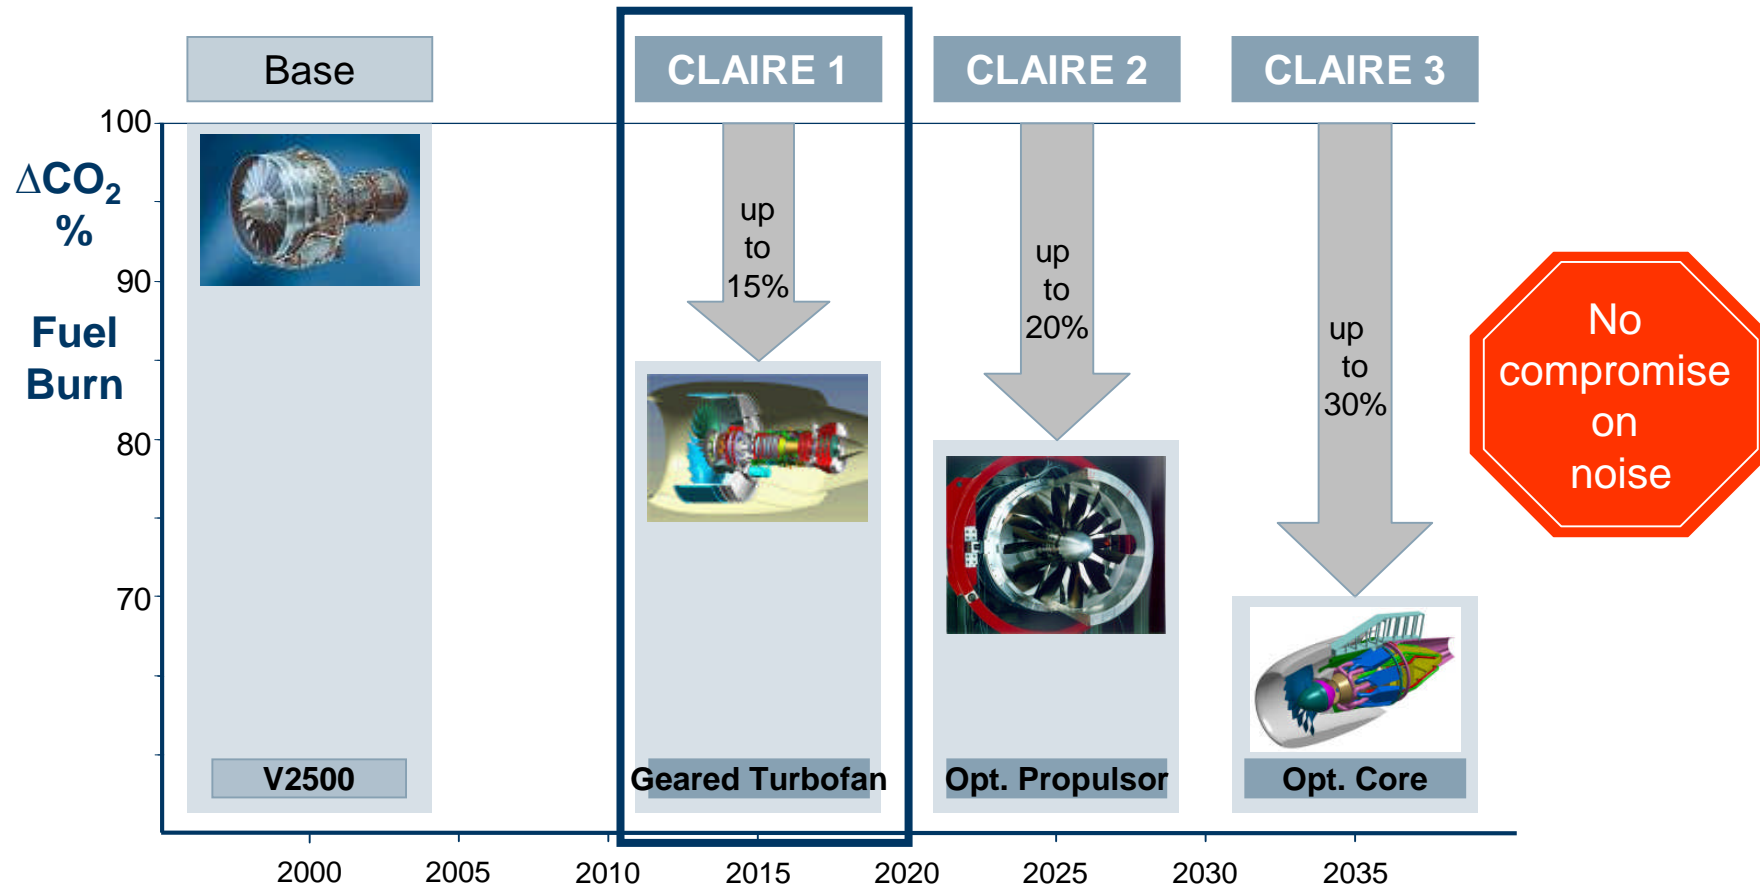 Base
CLAIRE 1
CLAIRE 2
CLAIRE 3
100
ΔCO₂
%
90
Fuel
Burn
80
70
up
to
15%
up
to
20%
up
to
30%
No
compromise
on
noise
V2500
Geared Turbofan
Opt. Propulsor
Opt. Core
2000
2005
2010
2015
2020
2025
2030
2035